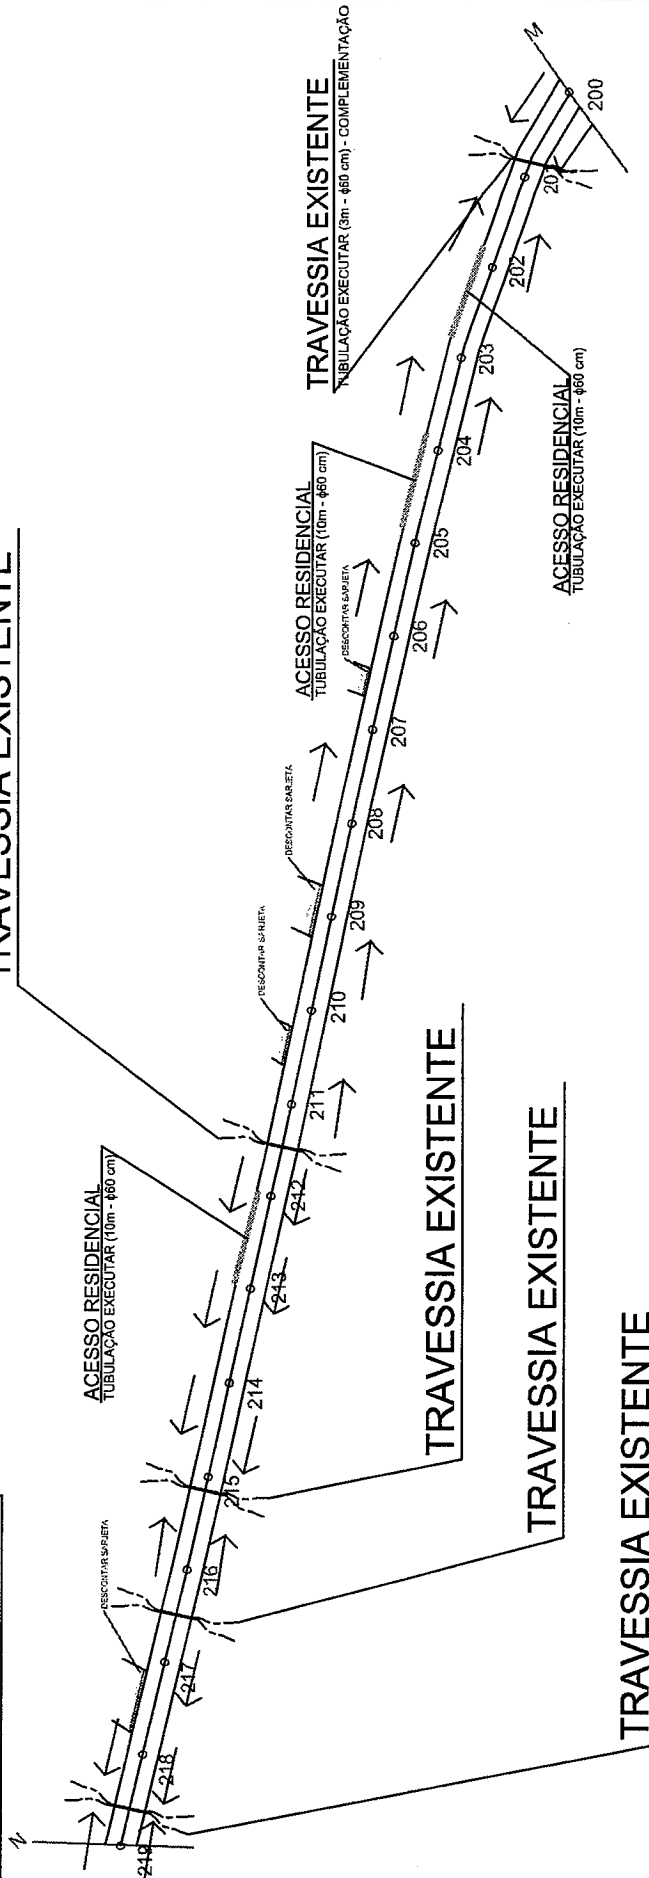 M
200
TRAVESSIA EXISTENTE
TUBULAÇÃO EXECUTAR (3m - ϕ60 cm) - COMPLEMENTAÇÃO
201
202
203
ACESSO RESIDENCIAL
TUBULAÇÃO EXECUTAR (10m - ϕ60 cm)
204
ACESSO RESIDENCIAL
TUBULAÇÃO EXECUTAR (10m - ϕ60 cm)
205
DESCONTAR SARJETA
206
207
DESCONTAR SARJETA
208
209
DESCONTAR SARJETA
210
TRAVESSIA EXISTENTE
211
212
ACESSO RESIDENCIAL
TUBULAÇÃO EXECUTAR (10m - ϕ60 cm)
213
214
TRAVESSIA EXISTENTE
215
DESCONTAR SARJETA
216
TRAVESSIA EXISTENTE
217
218
TRAVESSIA EXISTENTE
219
N